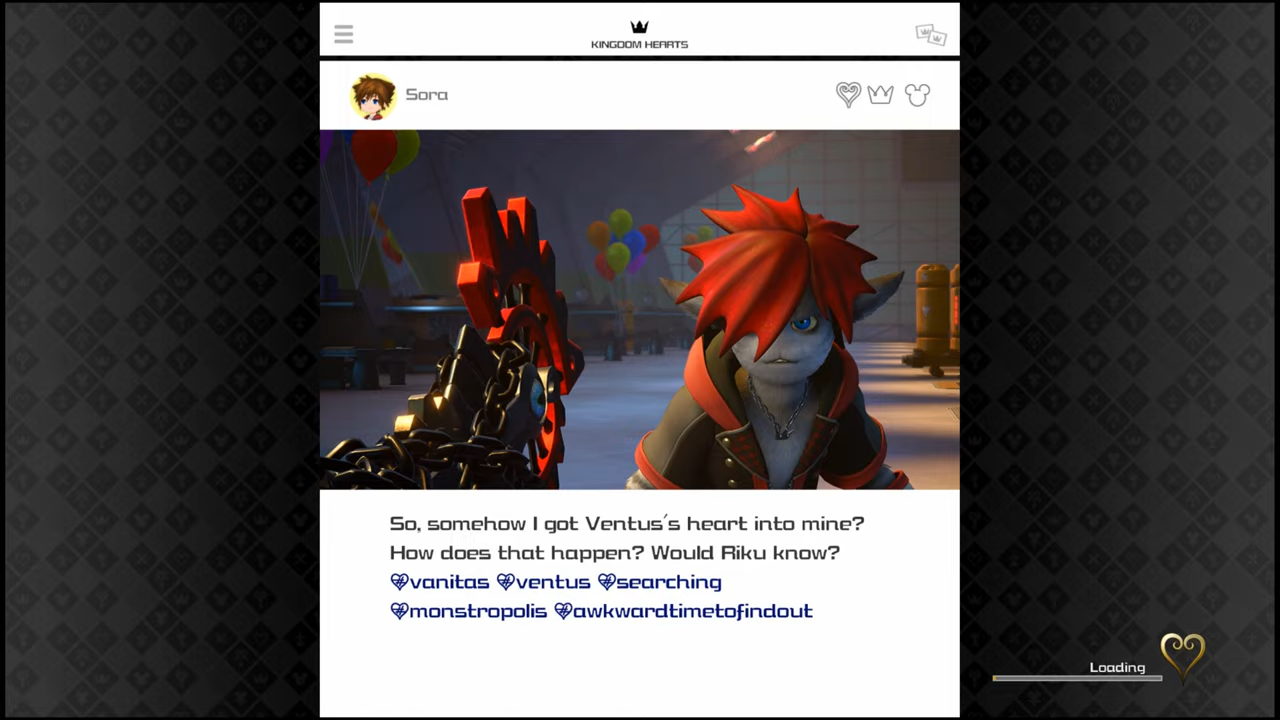 KINGDOM HEARTS
Sora
So, somehow I got Ventus's heart into mine?
How does that happen? Would Riku know?
vanitas ventus searching
monstropolis awkwardtimetofindout
Loading